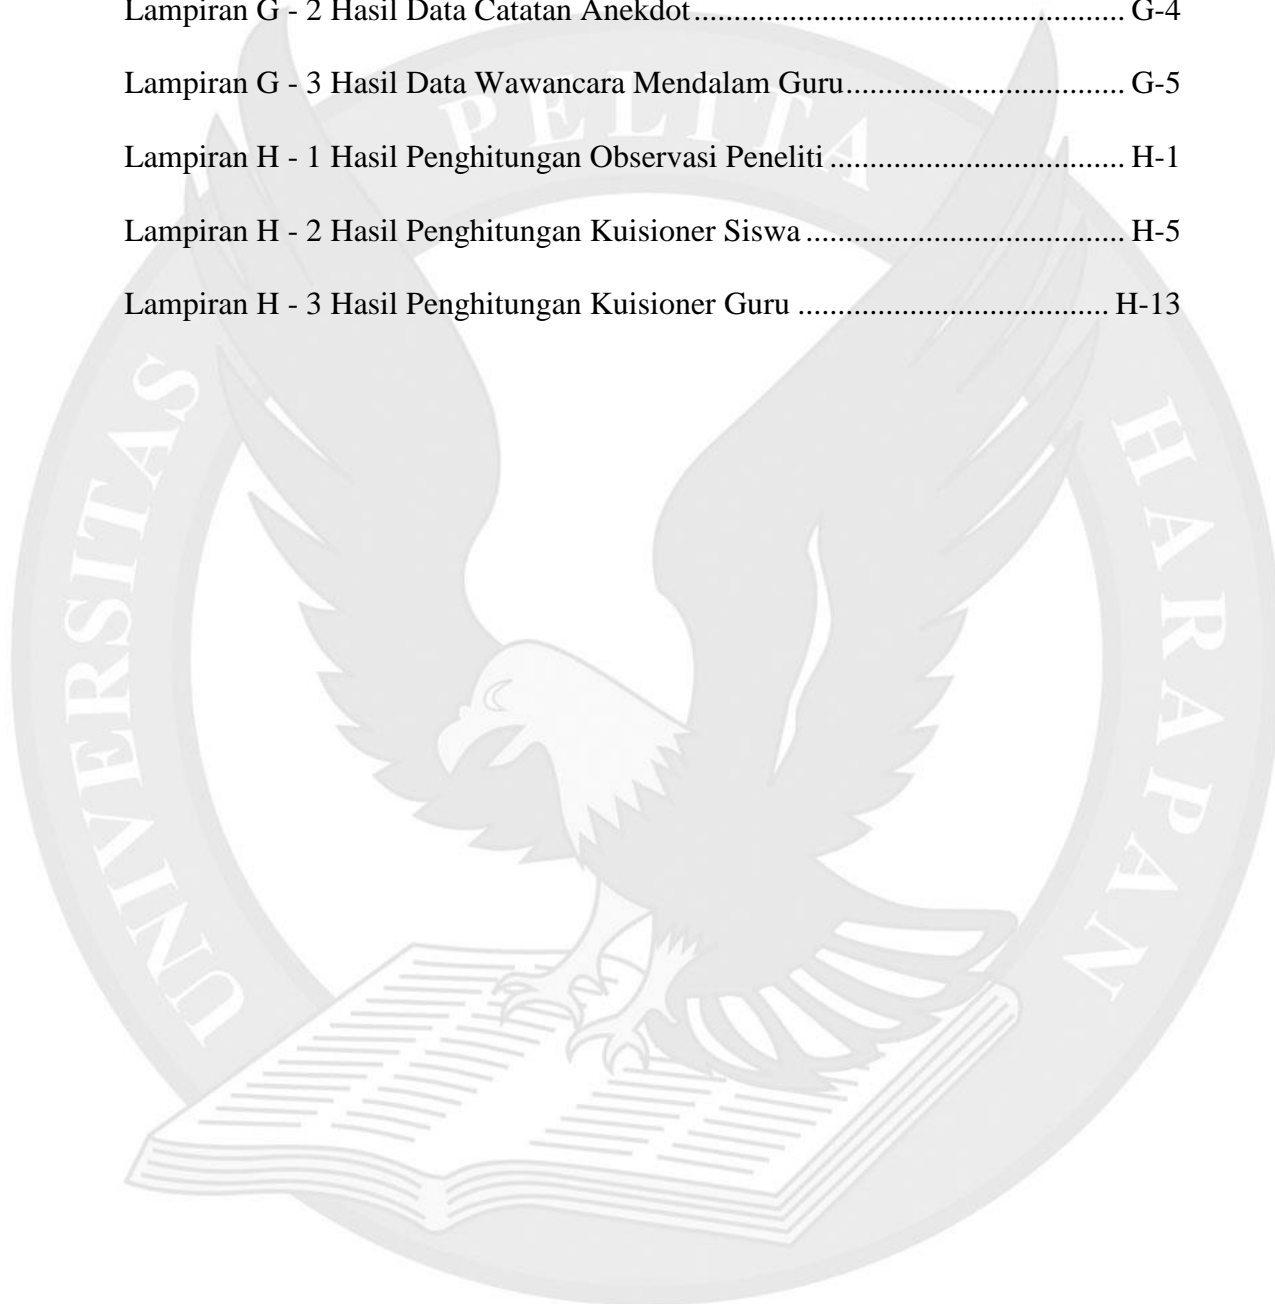 Lampiran G - 2 Hasil Data Catatan Anekdot...................................................... G-4
Lampiran G - 3 Hasil Data Wawancara Mendalam Guru................................... G-5
Lampiran H - 1 Hasil Penghitungan Observasi Peneliti ..................................... H-1
Lampiran H - 2 Hasil Penghitungan Kuisioner Siswa ........................................ H-5
Lampiran H - 3 Hasil Penghitungan Kuisioner Guru ....................................... H-13
UNIVERSITAS PELITA HARAPAN